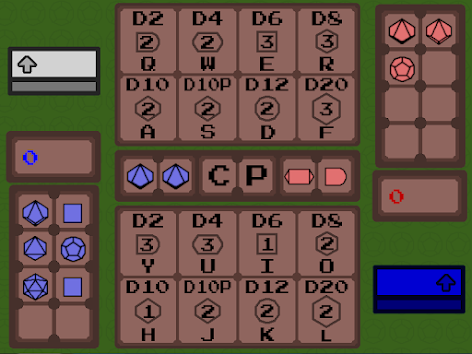 D2 D4 D6 D8
2 2 3 3
Q W E R
D10 D10P D12 D20
2 2 2 3
A S D F
0
C P
0
D2 D4 D6 D8
3 3 1 2
Y U I O
D10 D10P D12 D20
1 2 2 2
H J K L